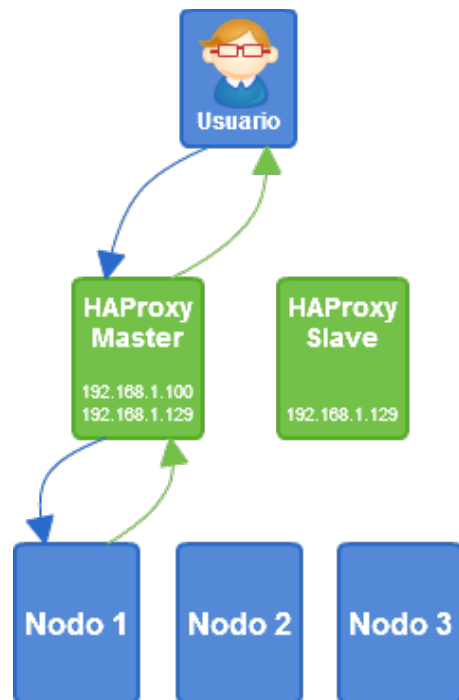 Usuario
HAProxy
Master
192.168.1.100
192.168.1.129
HAProxy
Slave
192.168.1.129
Nodo 1
Nodo 2
Nodo 3